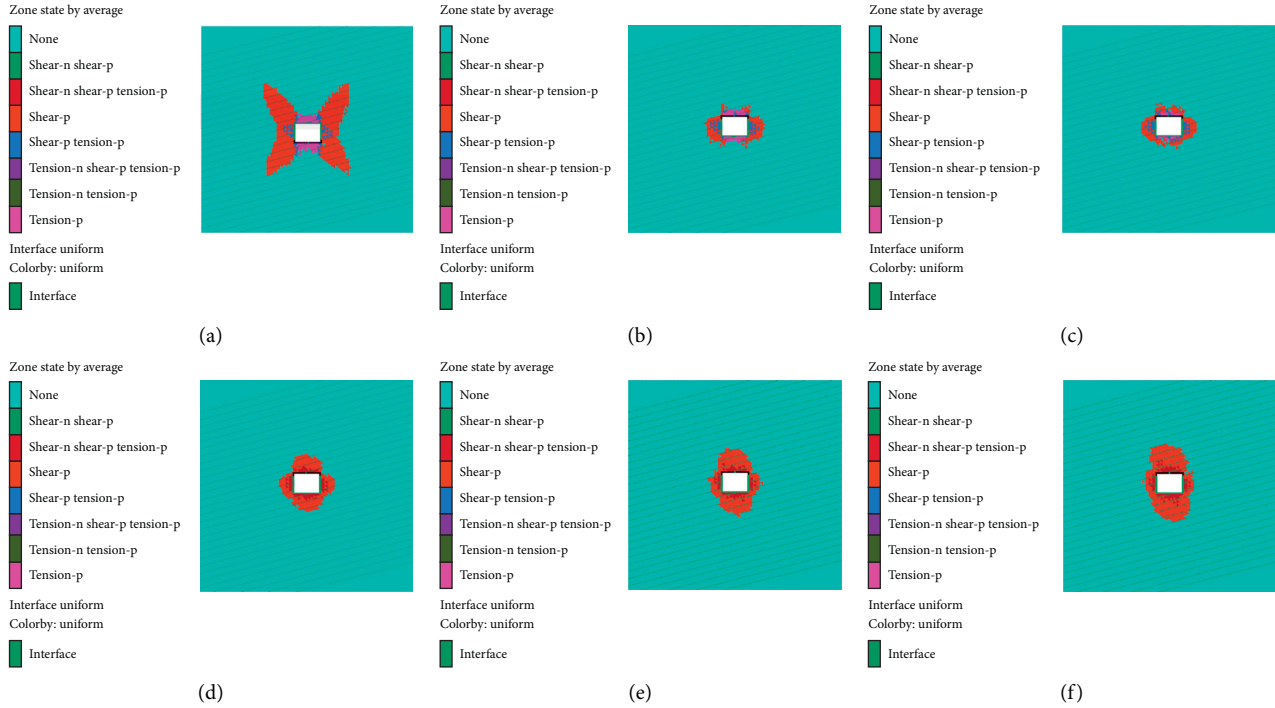 Zone state by average
None
Shear-n shear-p
Shear-n shear-p tension-p
Shear-p
Shear-p tension-p
Tension-n shear-p tension-p
Tension-n tension-p
Tension-p
Interface uniform
Colorby: uniform
Interface
(a)
Zone state by average
None
Shear-n shear-p
Shear-n shear-p tension-p
Shear-p
Shear-p tension-p
Tension-n shear-p tension-p
Tension-n tension-p
Tension-p
Interface uniform
Colorby: uniform
Interface
(b)
Zone state by average
None
Shear-n shear-p
Shear-n shear-p tension-p
Shear-p
Shear-p tension-p
Tension-n shear-p tension-p
Tension-n tension-p
Tension-p
Interface uniform
Colorby: uniform
Interface
(c)
Zone state by average
None
Shear-n shear-p
Shear-n shear-p tension-p
Shear-p
Shear-p tension-p
Tension-n shear-p tension-p
Tension-n tension-p
Tension-p
Interface uniform
Colorby: uniform
Interface
(d)
Zone state by average
None
Shear-n shear-p
Shear-n shear-p tension-p
Shear-p
Shear-p tension-p
Tension-n shear-p tension-p
Tension-n tension-p
Tension-p
Interface uniform
Colorby: uniform
Interface
(e)
Zone state by average
None
Shear-n shear-p
Shear-n shear-p tension-p
Shear-p
Shear-p tension-p
Tension-n shear-p tension-p
Tension-n tension-p
Tension-p
Interface uniform
Colorby: uniform
Interface
(f)